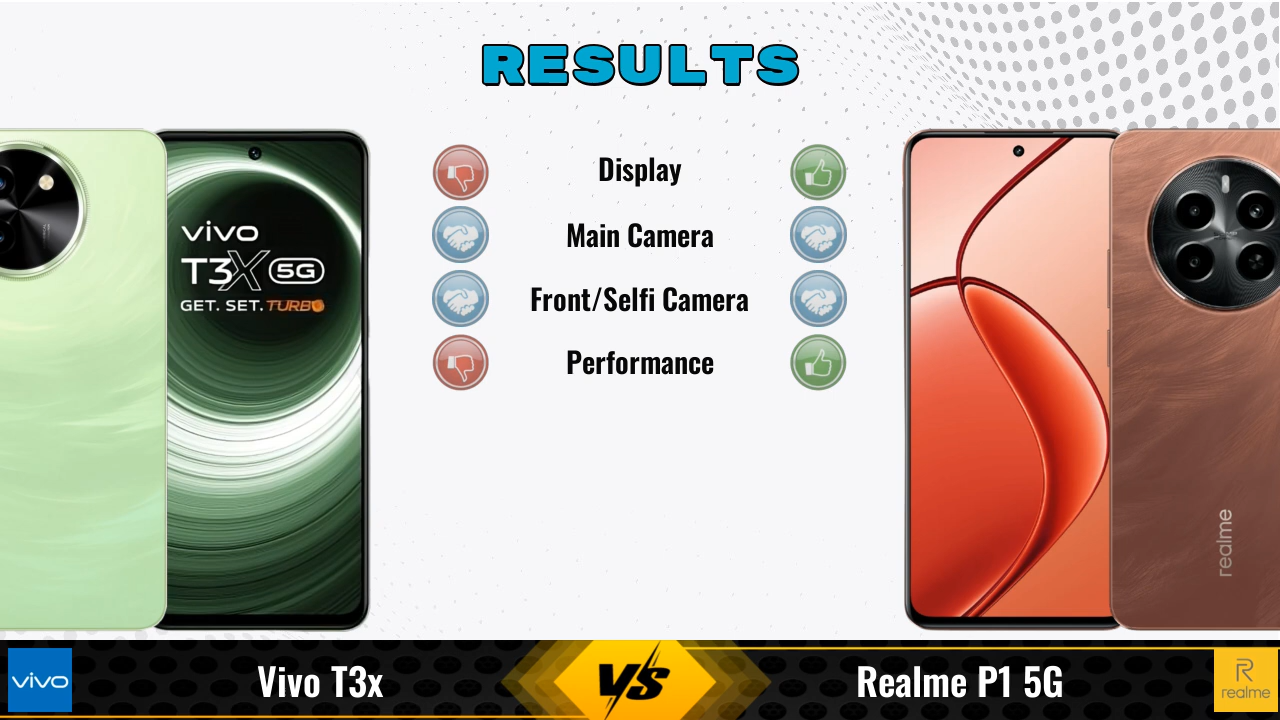 RESULTS
Display
Main Camera
Front/Selfi Camera
Performance
vivo
T3X 5G
GET. SET. TURBO
realme
vivo
Vivo T3x
VS
Realme P1 5G
realme